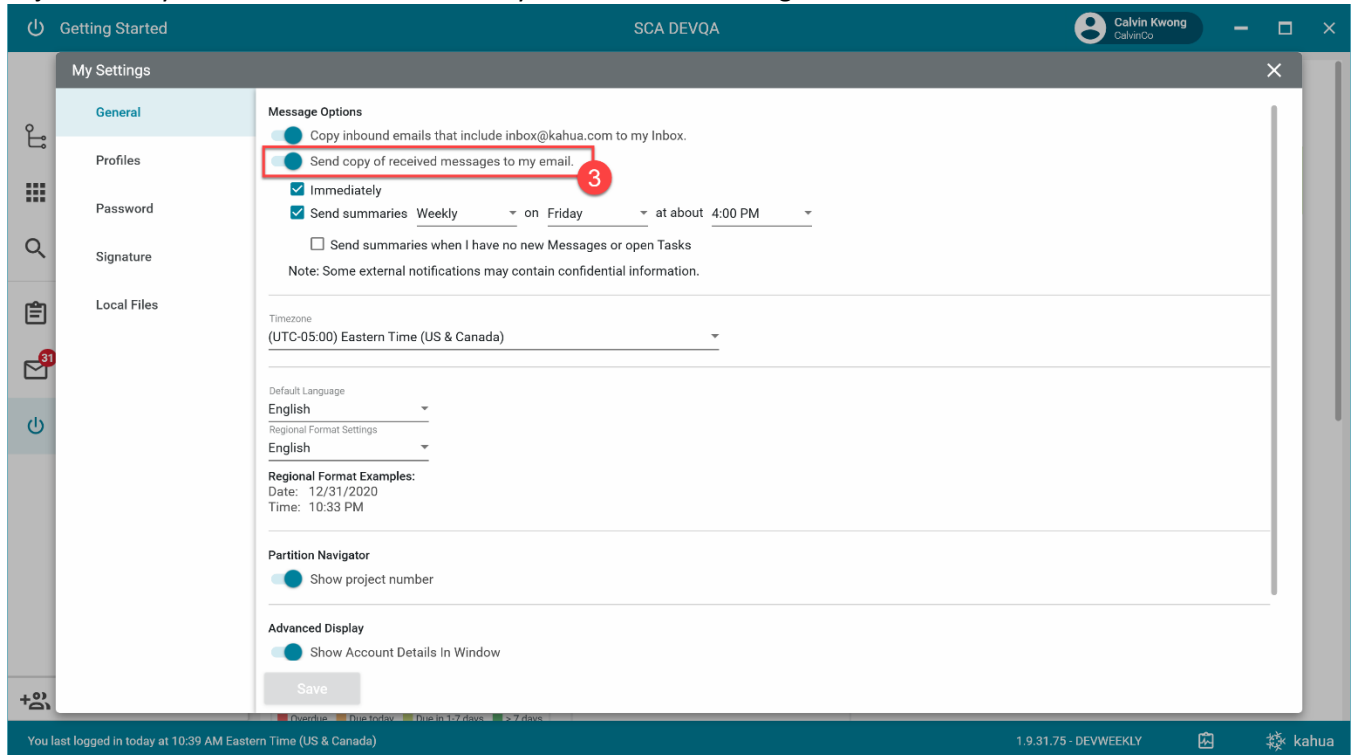 Getting Started
SCA DEVQA
Calvin Kwong
CalvinCo
My Settings
General
Profiles
Password
Signature
Local Files
31
Message Options
Copy inbound emails that include inbox@kahua.com to my Inbox.
Send copy of received messages to my email.
3
Immediately
Send summaries Weekly on Friday at about 4:00 PM
Send summaries when I have no new Messages or open Tasks
Note: Some external notifications may contain confidential information.
Timezone
(UTC-05:00) Eastern Time (US & Canada)
Default Language
English
Regional Format Settings
English
Regional Format Examples:
Date: 12/31/2020
Time: 10:33 PM
Partition Navigator
Show project number
Advanced Display
Show Account Details In Window
Save
Overdue Due today Due in 1-7 days > 7 days
You last logged in today at 10:39 AM Eastern Time (US & Canada)
1.9.31.75 - DEVWEEKLY
kahua